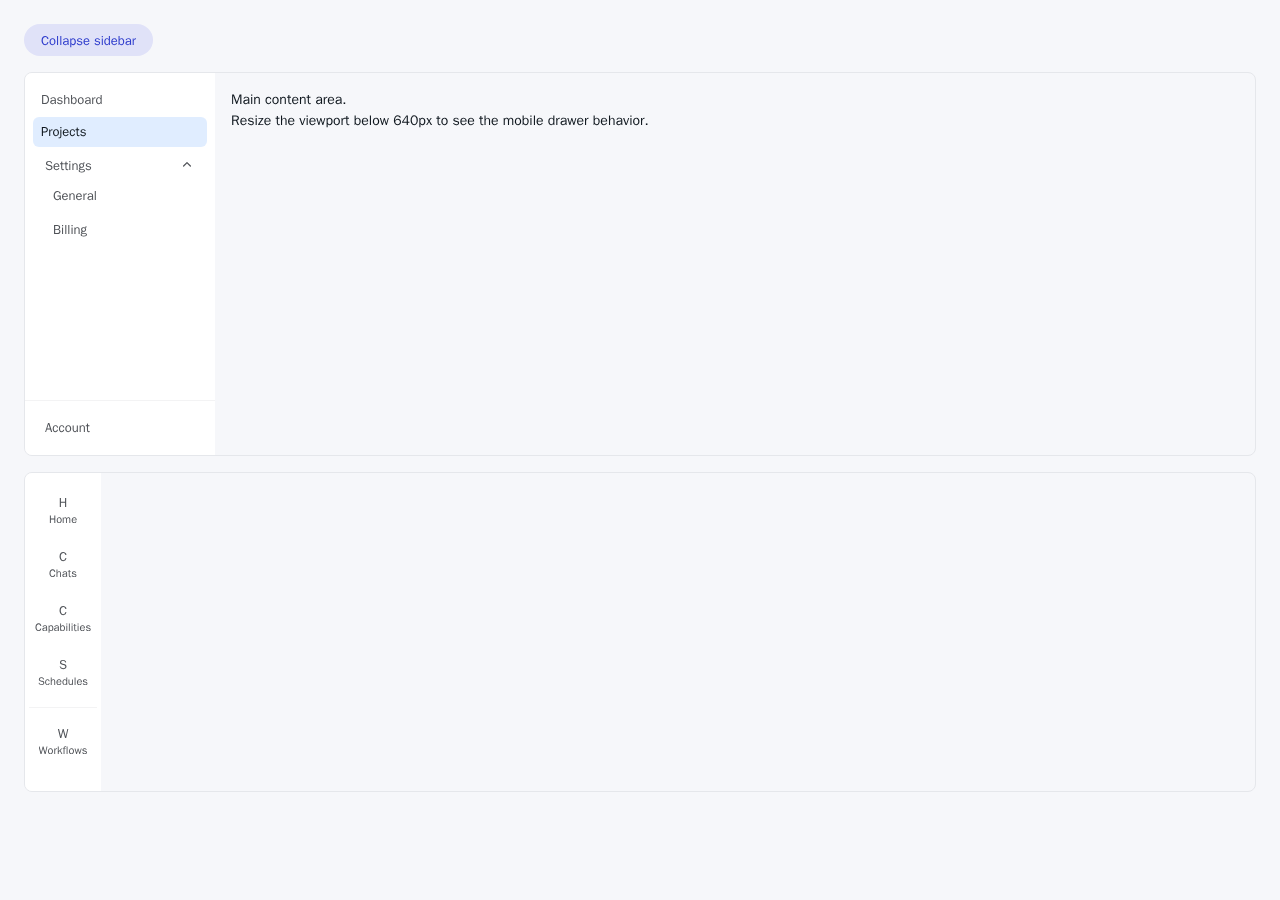 Collapse sidebar
Dashboard
Projects
Settings
General
Billing
Account
Main content area.
Resize the viewport below 640px to see the mobile drawer behavior.
H
Home
C
Chats
C
Capabilities
S
Schedules
W
Workflows